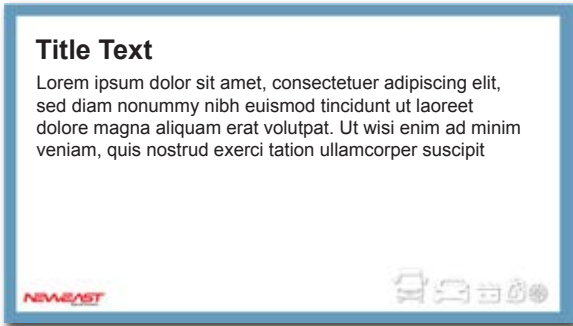 Title Text
Lorem ipsum dolor sit amet, consectetuer adipiscing elit,
sed diam nonummy nibh euismod tincidunt ut laoreet
dolore magna aliquam erat volutpat. Ut wisi enim ad minim
veniam, quis nostrud exerci tation ullamcorper suscipit
NEWEAST